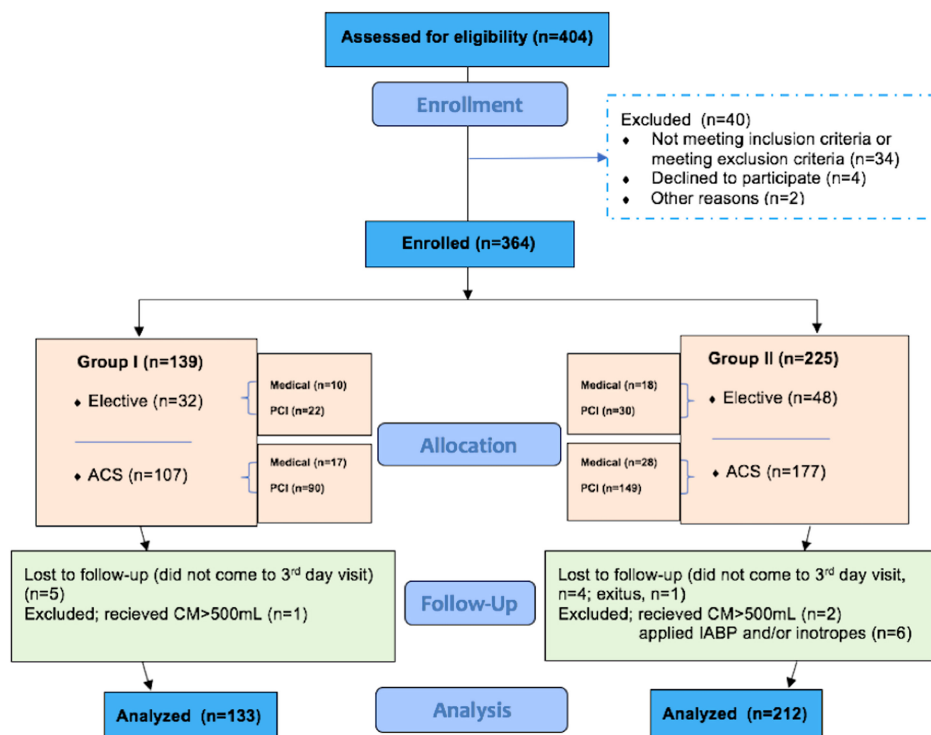 Assessed for eligibility (n=404)
Enrollment
Excluded (n=40)
♦ Not meeting inclusion criteria or
meeting exclusion criteria (n=34)
♦ Declined to participate (n=4)
♦ Other reasons (n=2)
Enrolled (n=364)
Group I (n=139)
♦ Elective (n=32)
♦ ACS (n=107)
Medical (n=10)
PCI (n=22)
Medical (n=17)
PCI (n=90)
Allocation
Medical (n=18)
PCI (n=30)
Medical (n=28)
PCI (n=149)
Group II (n=225)
♦ Elective (n=48)
♦ ACS (n=177)
Lost to follow-up (did not come to 3rd day visit)
(n=5)
Excluded; recieved CM>500mL (n=1)
Follow-Up
Lost to follow-up (did not come to 3rd day visit,
n=4; exitus, n=1)
Excluded; recieved CM>500mL (n=2)
applied IABP and/or inotropes (n=6)
Analyzed (n=133)
Analysis
Analyzed (n=212)